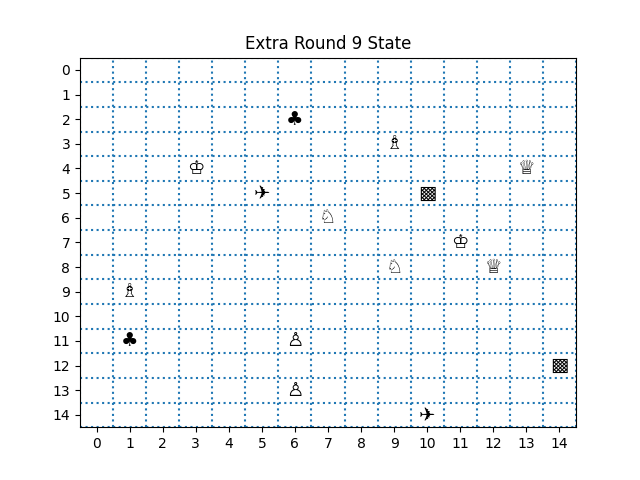 Extra Round 9 State
0
1
2 ♣
3 ♗
4 ♔ ♕
5 ✈ ▩
6 ♘
7 ♔
8 ♘ ♕
9 ♗
10
11 ♣ ♙
12 ▩
13 ♙
14 ✈
0 1 2 3 4 5 6 7 8 9 10 11 12 13 14